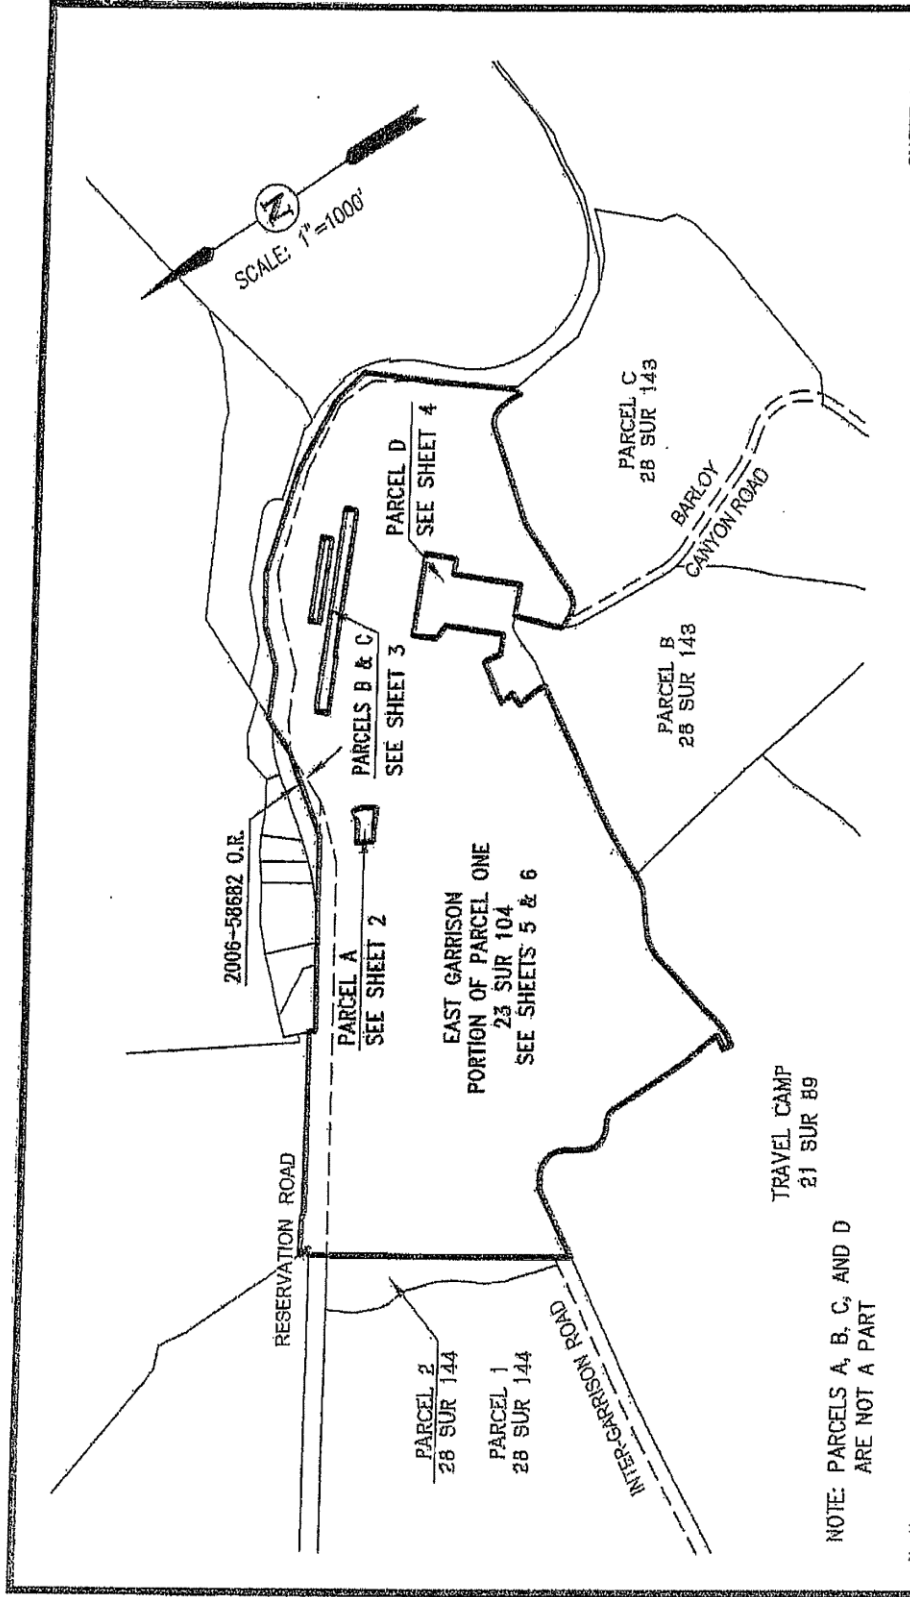 N
SCALE: 1"=1000'
2006-58682 O.R.
RESERVATION ROAD
PARCEL A
SEE SHEET 2
PARCELS B & C
SEE SHEET 3
PARCEL D
SEE SHEET 4
EAST GARRISON
PORTION OF PARCEL ONE
23 SUR 104
SEE SHEETS 5 & 6
PARCEL 2
28 SUR 144
PARCEL 1
28 SUR 144
INTER-GARRISON ROAD
PARCEL C
28 SUR 143
BARLOY
CANYON ROAD
PARCEL B
28 SUR 143
TRAVEL CAMP
21 SUR 89
NOTE: PARCELS A, B, C, AND D
ARE NOT A PART